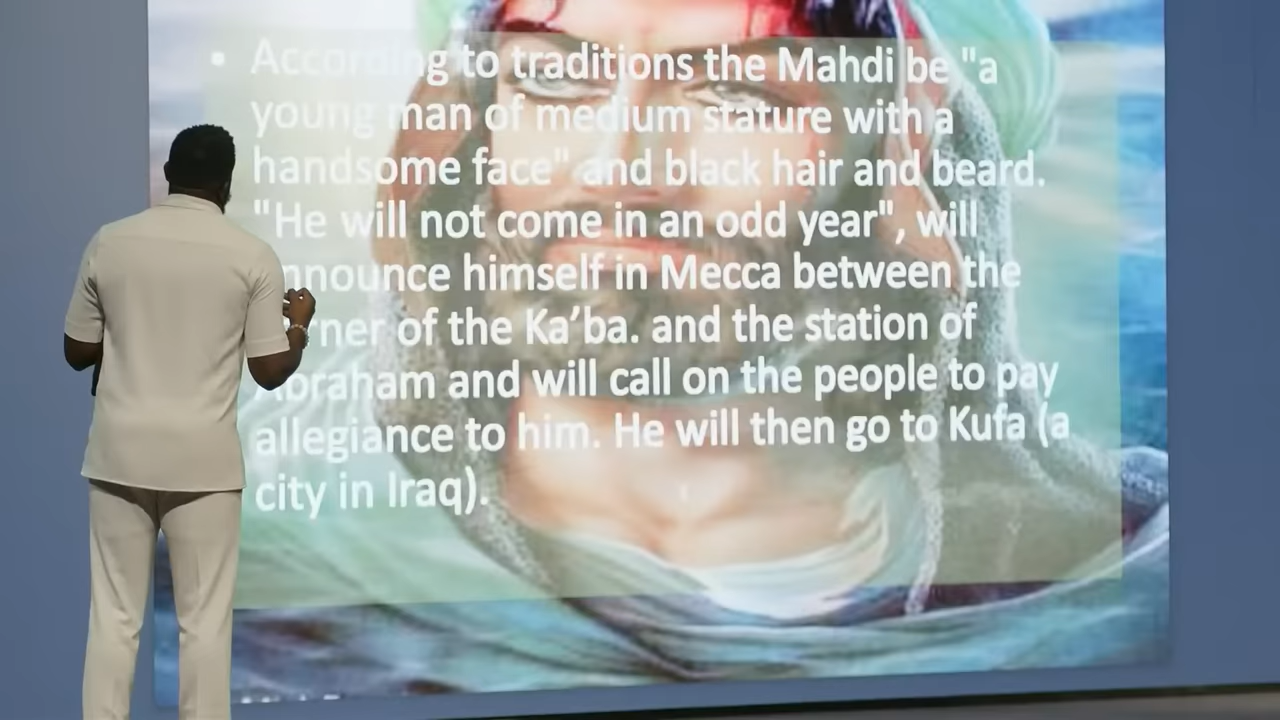 • According to traditions the Mahdi be "a
young man of medium stature with a
handsome face" and black hair and beard.
"He will not come in an odd year", will
nnounce himself in Mecca between the
rner of the Ka’ba. and the station of
Abraham and will call on the people to pay
allegiance to him. He will then go to Kufa (a
city in Iraq).